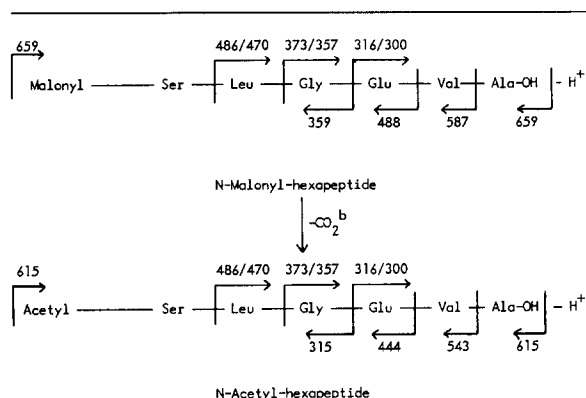 659 486/470 373/357 316/300
Malonyl Ser Leu Gly Glu Val Ala-OH - H+
359 488 587 659
N-Malonyl-hexapeptide
-CO2 b
615 486/470 373/357 316/300
Acetyl Ser Leu Gly Glu Val Ala-OH - H+
315 444 543 615
N-Acetyl-hexapeptide